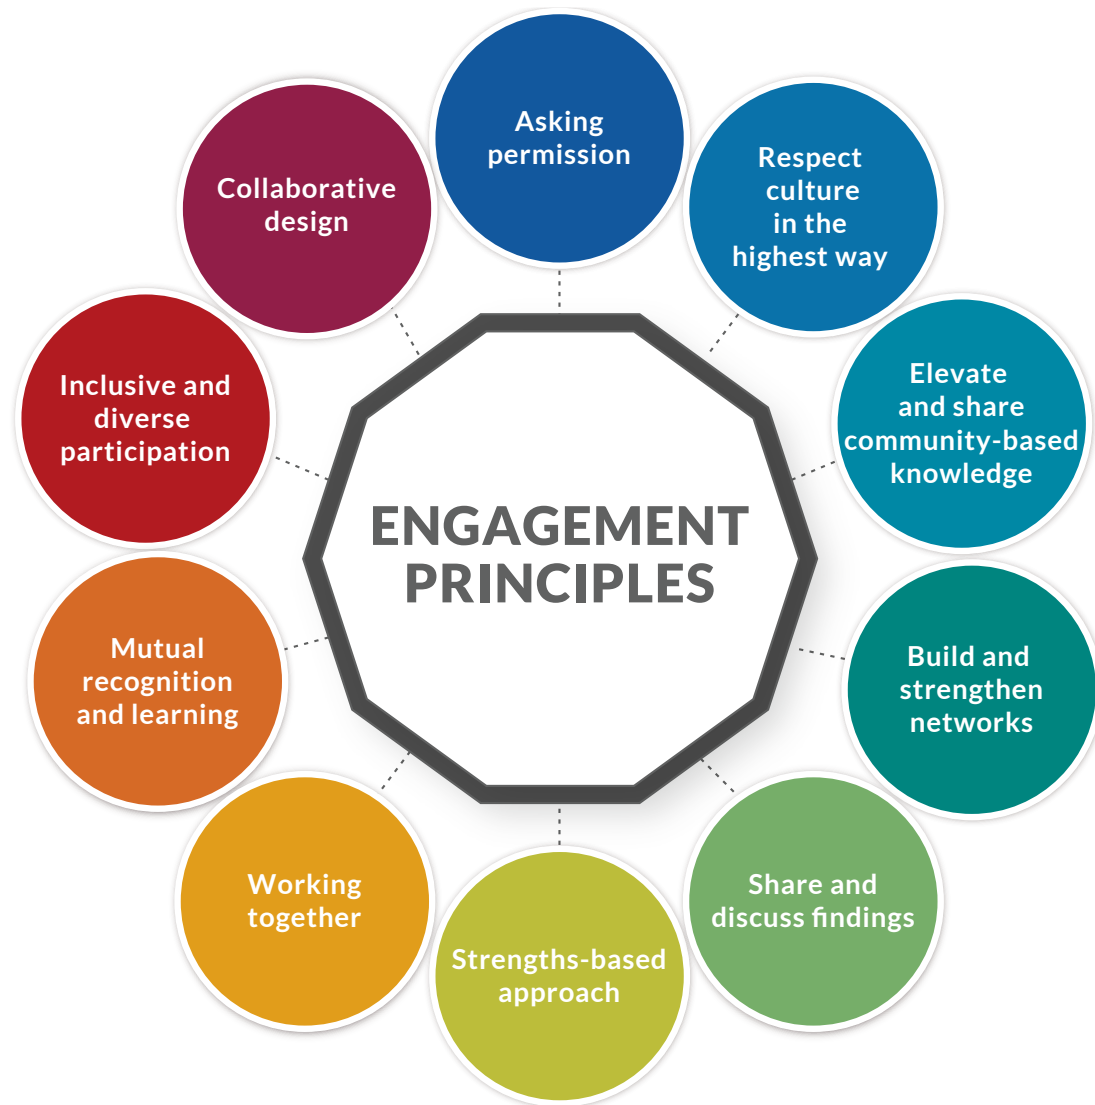 Asking
permission
Respect
culture
in the
highest way
Elevate
and share
community-based
knowledge
Build and
strengthen
networks
Share and
discuss findings
Strengths-based
approach
Working
together
Mutual
recognition
and learning
Inclusive and
diverse
participation
Collaborative
design
ENGAGEMENT
PRINCIPLES